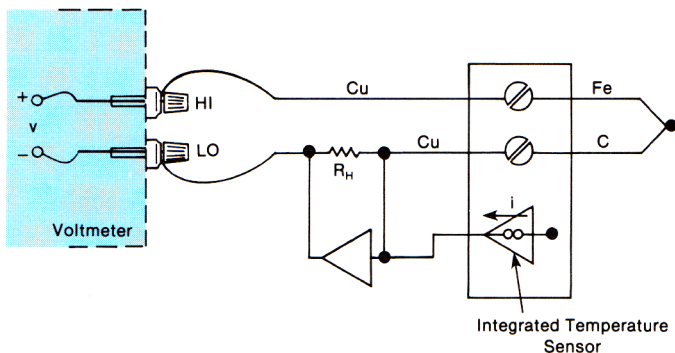 Cu
Fe
+
HI
v
−
LO
Cu
C
R_H
Voltmeter
i
Integrated Temperature
Sensor